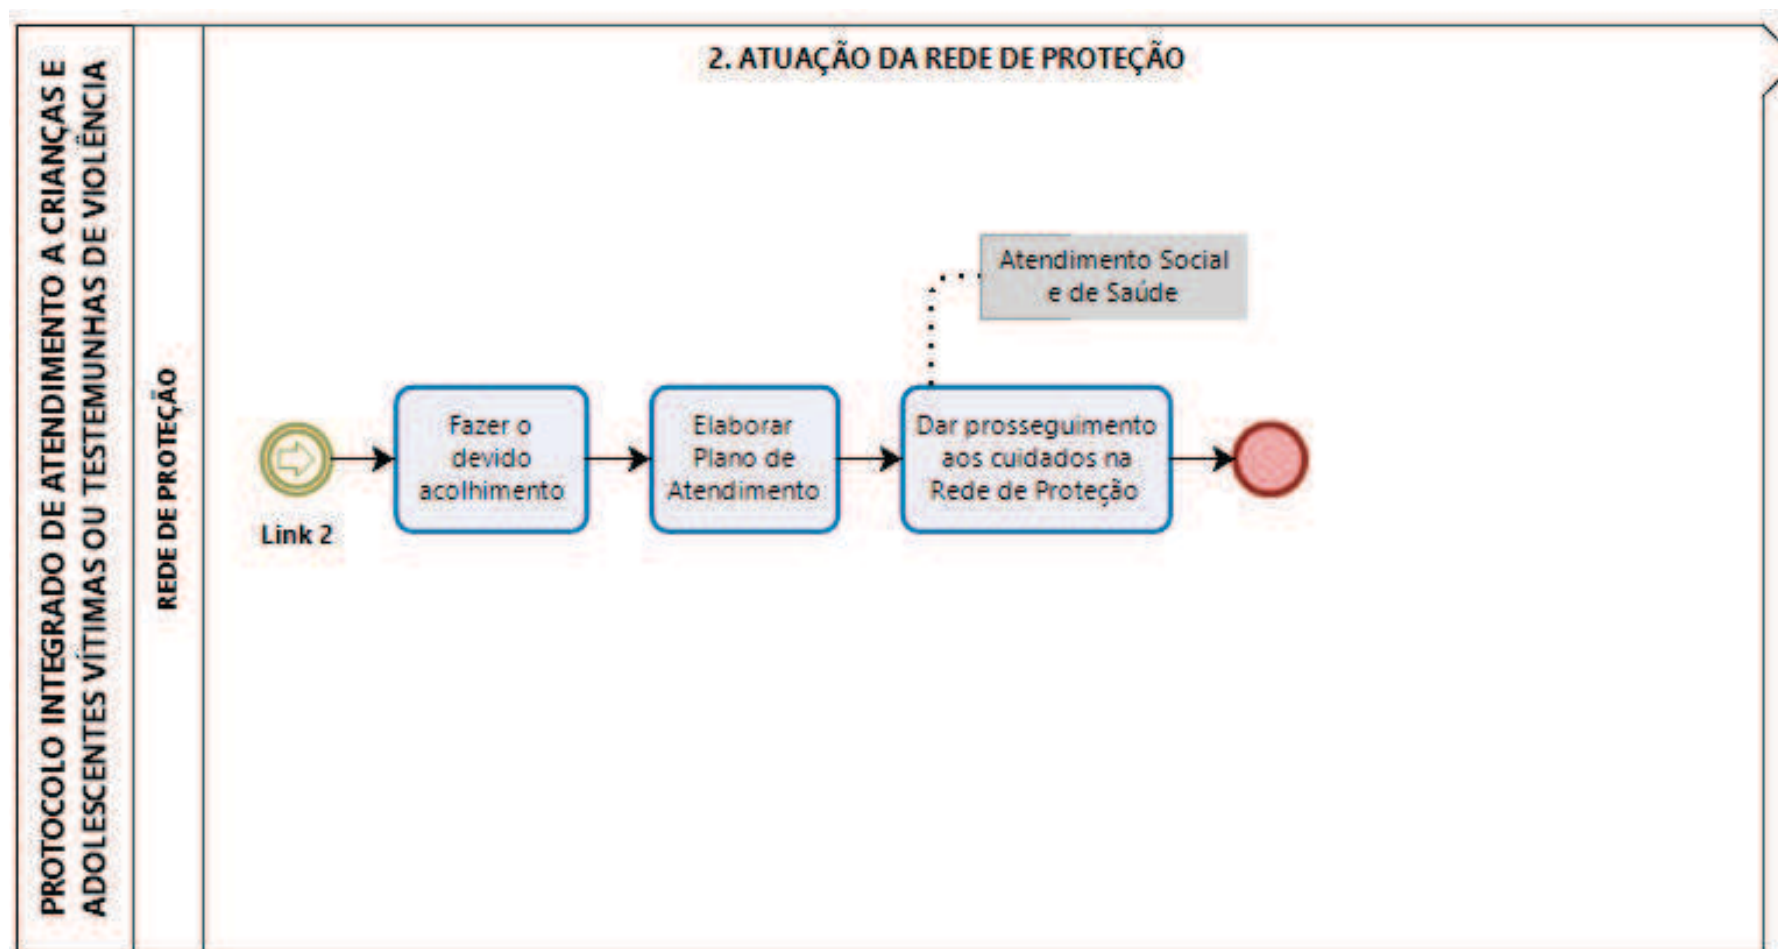 PROTOCOLO INTEGRADO DE ATENDIMENTO A CRIANÇAS E
ADOLESCENTES VÍTIMAS OU TESTEMUNHAS DE VIOLÊNCIA
REDE DE PROTEÇÃO
2. ATUAÇÃO DA REDE DE PROTEÇÃO
Atendimento Social
e de Saúde
Link 2
Fazer o
devido
acolhimento
Elaborar
Plano de
Atendimento
Dar prosseguimento
aos cuidados na
Rede de Proteção